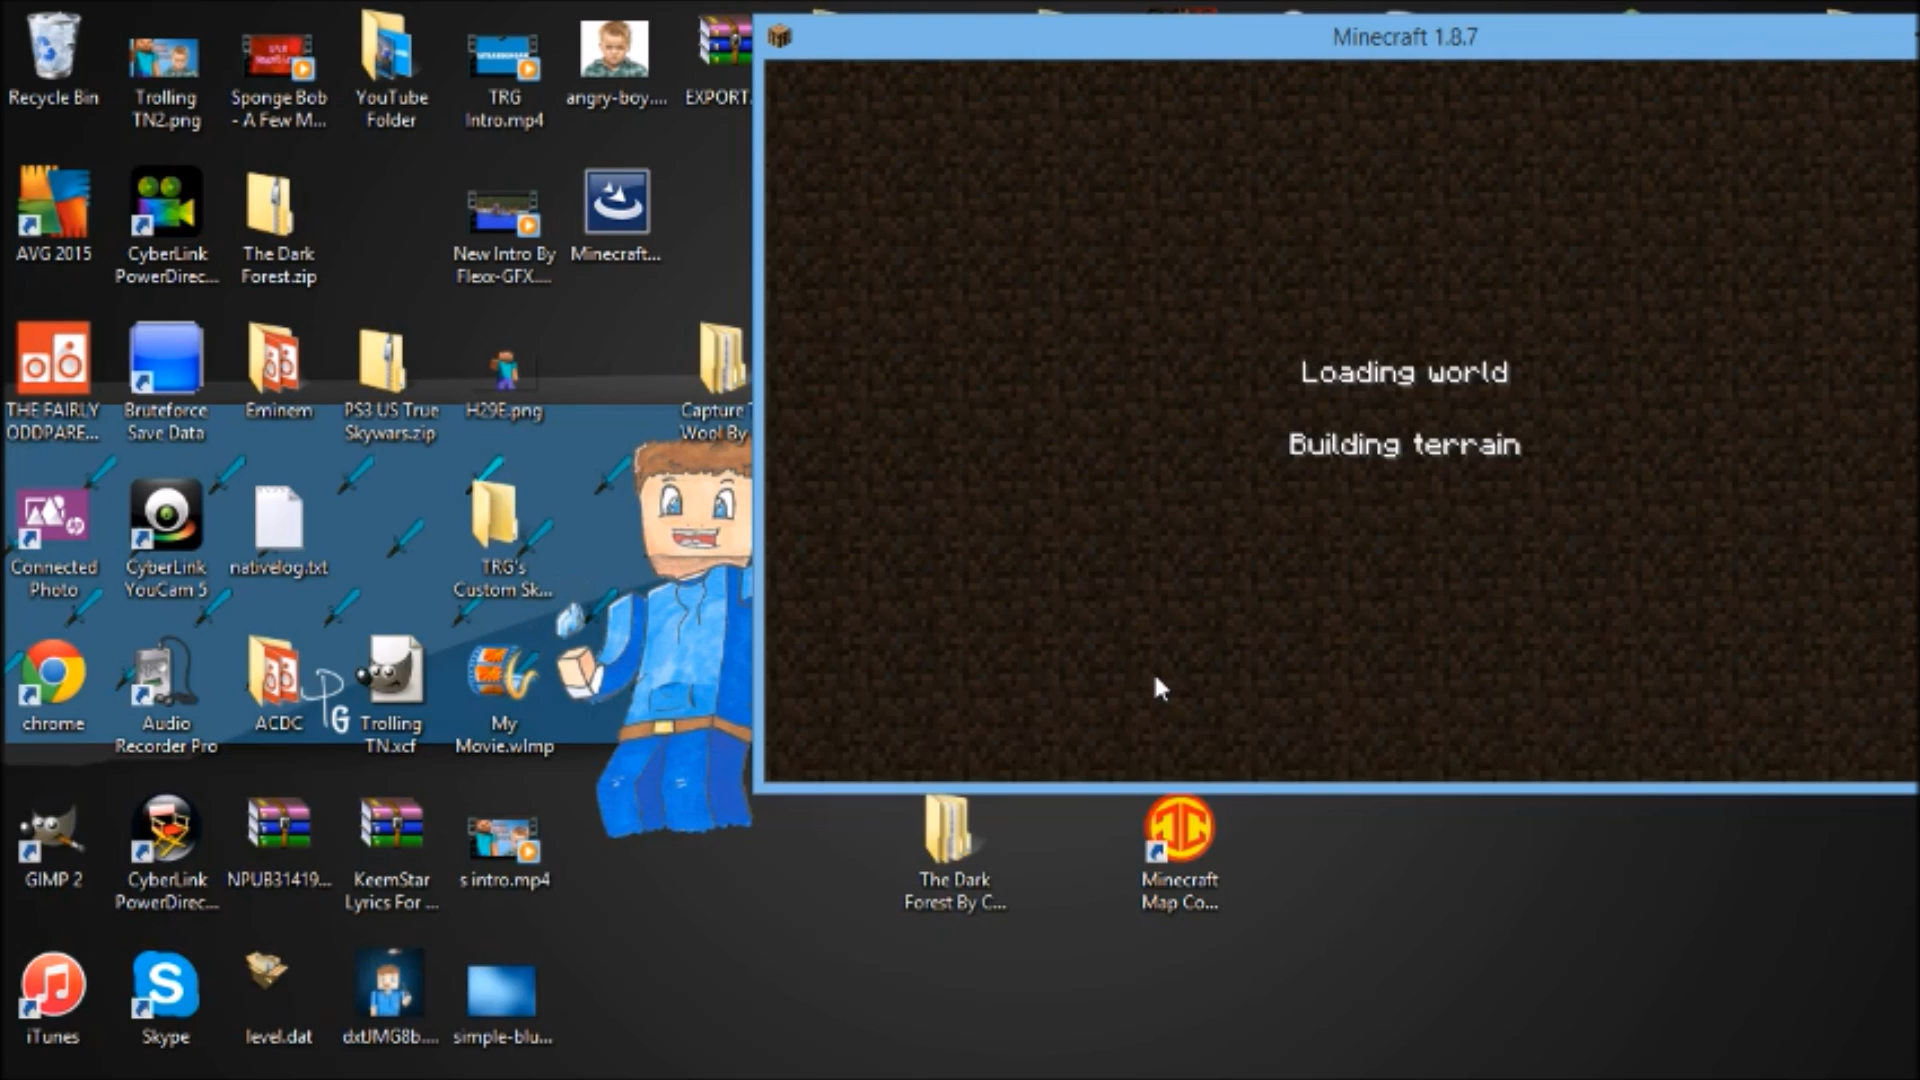 Minecraft 1.8.7
Loading world
Building terrain
Recycle Bin
Trolling
TN2.png
Sponge Bob
- A Few M...
YouTube
Folder
TRG
Intro.mp4
angry-boy....
EXPORT.
AVG 2015
CyberLink
PowerDirec...
The Dark
Forest.zip
New Intro By
Flexx-GFX....
Minecraft...
THE FAIRLY
ODDPARE...
Bruteforce
Save Data
Eminem
PS3 US True
Skywars.zip
H29E.png
Capture
Wool By
Connected
Photo
CyberLink
YouCam 5
nativelog.txt
TRG's
Custom Sk...
chrome
Audio
Recorder Pro
ACDC
Trolling
TN.xcf
My
Movie.wlmp
GIMP 2
CyberLink
PowerDirec...
NPUB31419...
KeemStar
Lyrics For ...
s intro.mp4
The Dark
Forest By C...
Minecraft
Map Co...
iTunes
Skype
level.dat
dxUMG8b....
simple-blu...